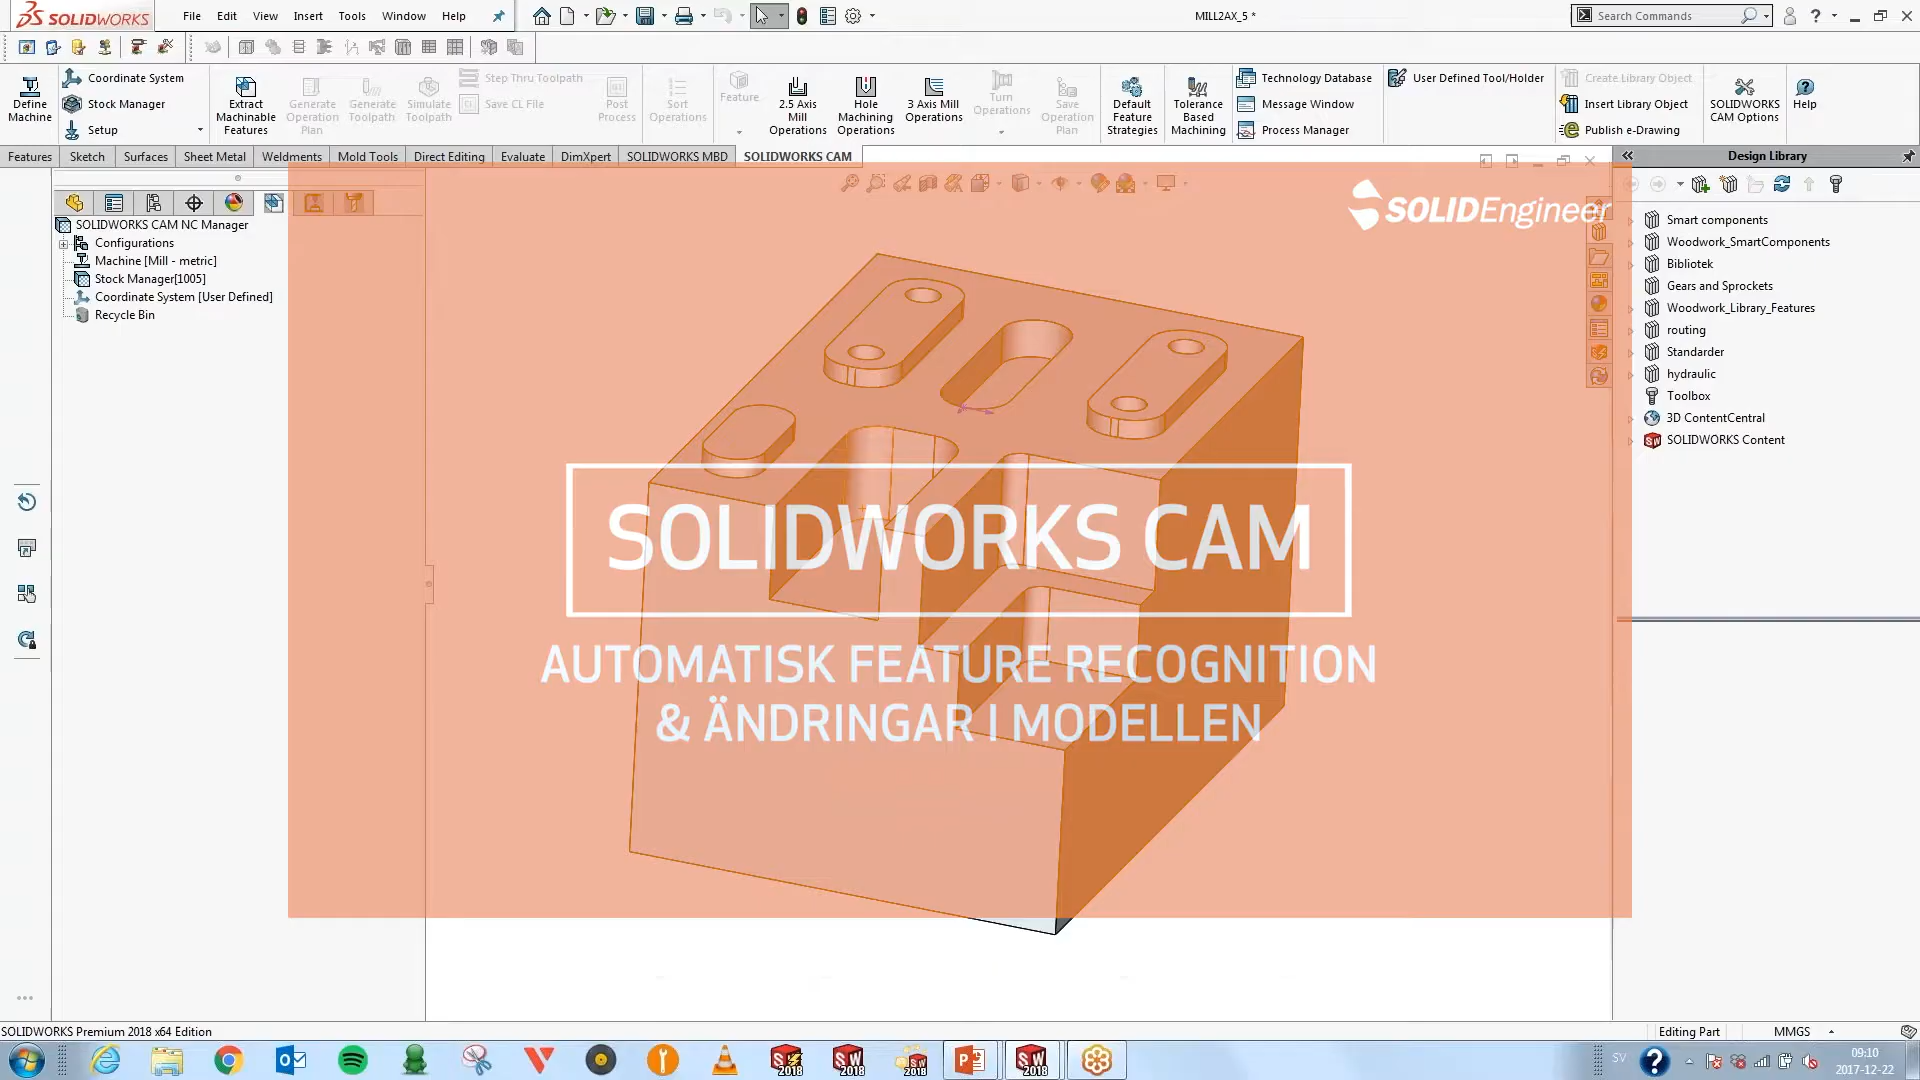 SOLIDWORKS
File Edit View Insert Tools Window Help
MILL2AX_5 *
Search Commands
Define Machine
Coordinate System
Stock Manager
Setup
Extract Machinable Features
Generate Operation Plan
Generate Toolpath
Simulate Toolpath
Step Thru Toolpath
Save CL File
Post Process
Sort Operations
Feature
2.5 Axis Mill Operations
Hole Machining Operations
3 Axis Mill Operations
Turn Operations
Save Operation Plan
Default Feature Strategies
Tolerance Based Machining
Technology Database
Message Window
Process Manager
User Defined Tool/Holder
Create Library Object
Insert Library Object
Publish e-Drawing
SOLIDWORKS CAM Options
Help
Features Sketch Surfaces Sheet Metal Weldments Mold Tools Direct Editing Evaluate DimXpert SOLIDWORKS MBD SOLIDWORKS CAM
Design Library
SOLIDWORKS CAM NC Manager
Configurations
Machine [Mill - metric]
Stock Manager[1005]
Coordinate System [User Defined]
Recycle Bin
SOLIDEngineer
Smart components
Woodwork_SmartComponents
Bibliotek
Gears and Sprockets
Woodwork_Library_Features
routing
Standarder
hydraulic
Toolbox
3D ContentCentral
SOLIDWORKS Content
SOLIDWORKS CAM
AUTOMATISK FEATURE RECOGNITION
& ÄNDRINGAR I MODELLEN
SOLIDWORKS Premium 2018 x64 Edition
Editing Part
MMGS
SV
09:10
2017-12-22